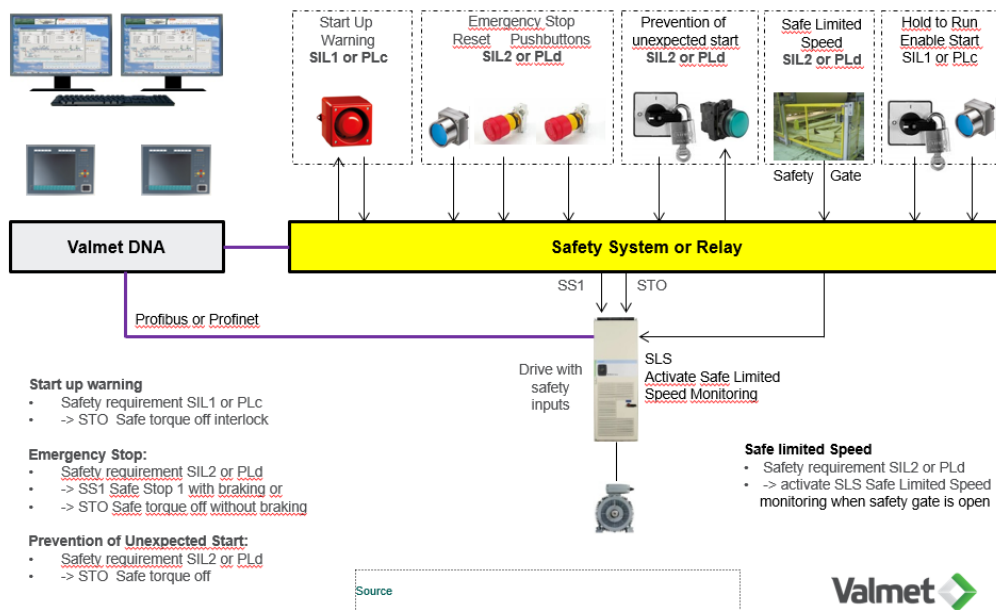 Start Up
Warning
SIL1 or PLc
Emergency Stop
Reset Pushbuttons
SIL2 or PLd
Prevention of
unexpected start
SIL2 or PLd
Safe Limited
Speed
SIL2 or PLd
Hold to Run
Enable Start
SIL1 or PLc
Safety Gate
Valmet DNA
Safety System or Relay
SS1 STO
Profibus or Profinet
Drive with
safety
inputs
SLS
Activate Safe Limited
Speed Monitoring
Start up warning
• Safety requirement SIL1 or PLc
• -> STO Safe torque off interlock
Emergency Stop:
• Safety requirement SIL2 or PLd
• -> SS1 Safe Stop 1 with braking or
• -> STO Safe torque off without braking
Prevention of Unexpected Start:
• Safety requirement SIL2 or PLd
• -> STO Safe torque off
Safe limited Speed
• Safety requirement SIL2 or PLd
• -> activate SLS Safe Limited Speed
monitoring when safety gate is open
Source
Valmet